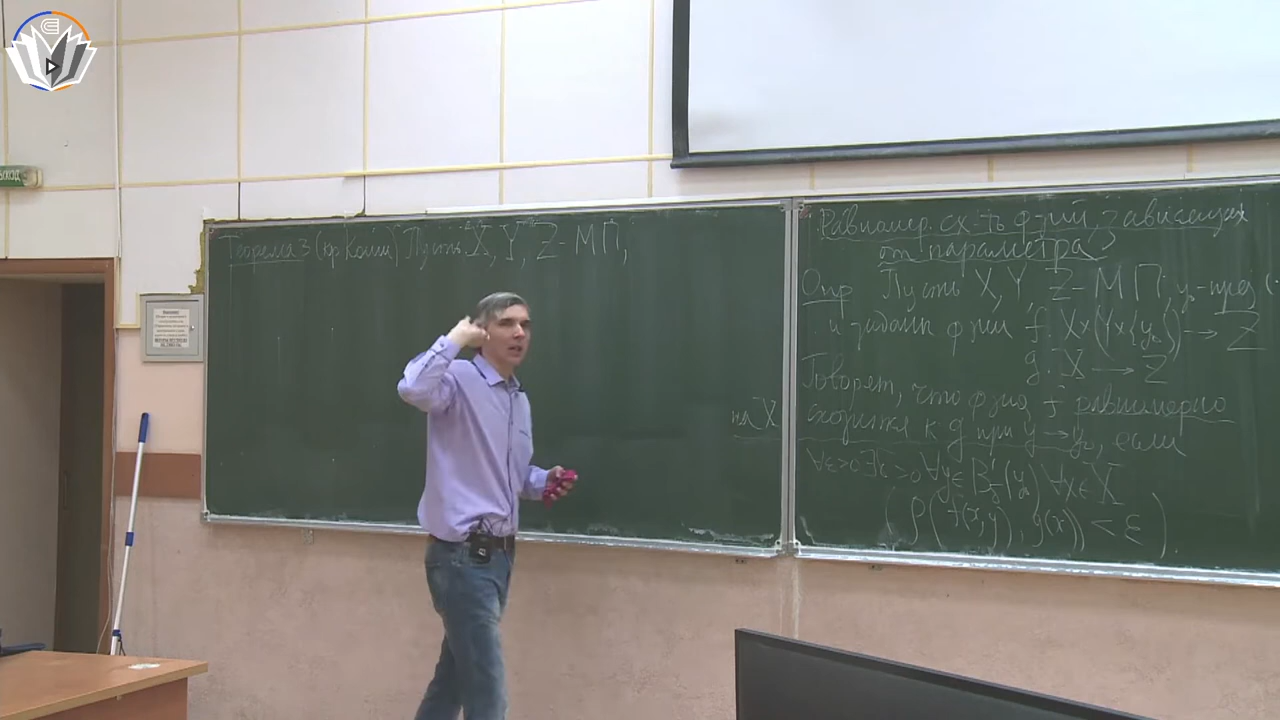 Теорема 3 (кр. Коши) Пусть X, Y, Z - МП,
Равномер. сх-ть ф-ий, зависящих
от параметра
Опр Пусть X, Y, Z - МП, y₀ - пред
и заданы ф-ии f: X×(Y\{y₀}) → Z
g: X → Z
Говорят, что ф-ия f равномерно
на X
сходится к g при y→y₀, если
∀ε>0 ∃δ>0 ∀y∈B'δ(y₀) ∀x∈X
(ρ(f(x,y), g(x)) < ε).